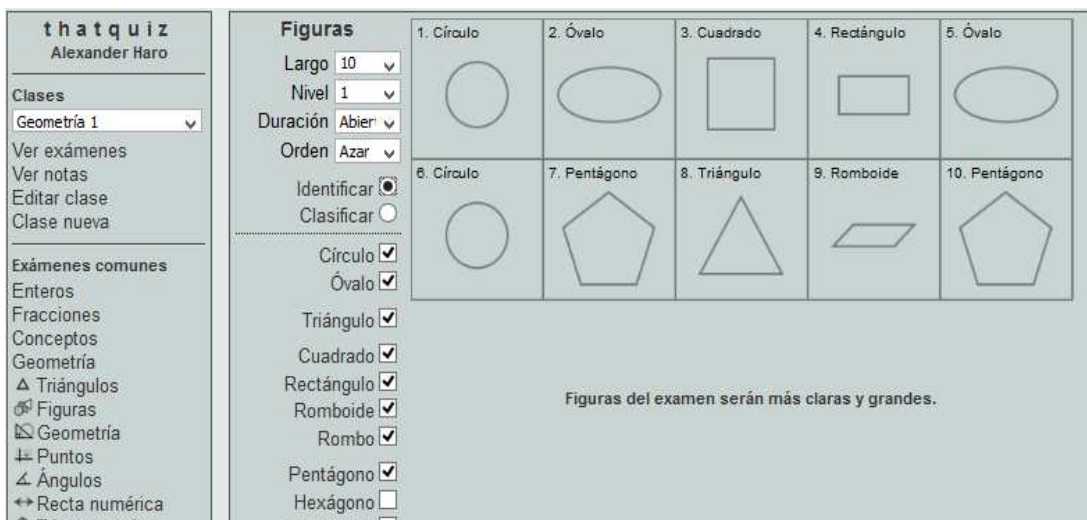 thatquiz
Alexander Haro
Clases
Geometría 1
Ver exámenes
Ver notas
Editar clase
Clase nueva
Exámenes comunes
Enteros
Fracciones
Conceptos
Geometría
Triángulos
Figuras
Geometría
Puntos
Ángulos
Recta numérica
Figuras
Largo 10
Nivel 1
Duración Abier
Orden Azar
Identificar
Clasificar
Círculo
Óvalo
Triángulo
Cuadrado
Rectángulo
Romboide
Rombo
Pentágono
Hexágono
1. Círculo
2. Óvalo
3. Cuadrado
4. Rectángulo
5. Óvalo
6. Círculo
7. Pentágono
8. Triángulo
9. Romboide
10. Pentágono
Figuras del examen serán más claras y grandes.